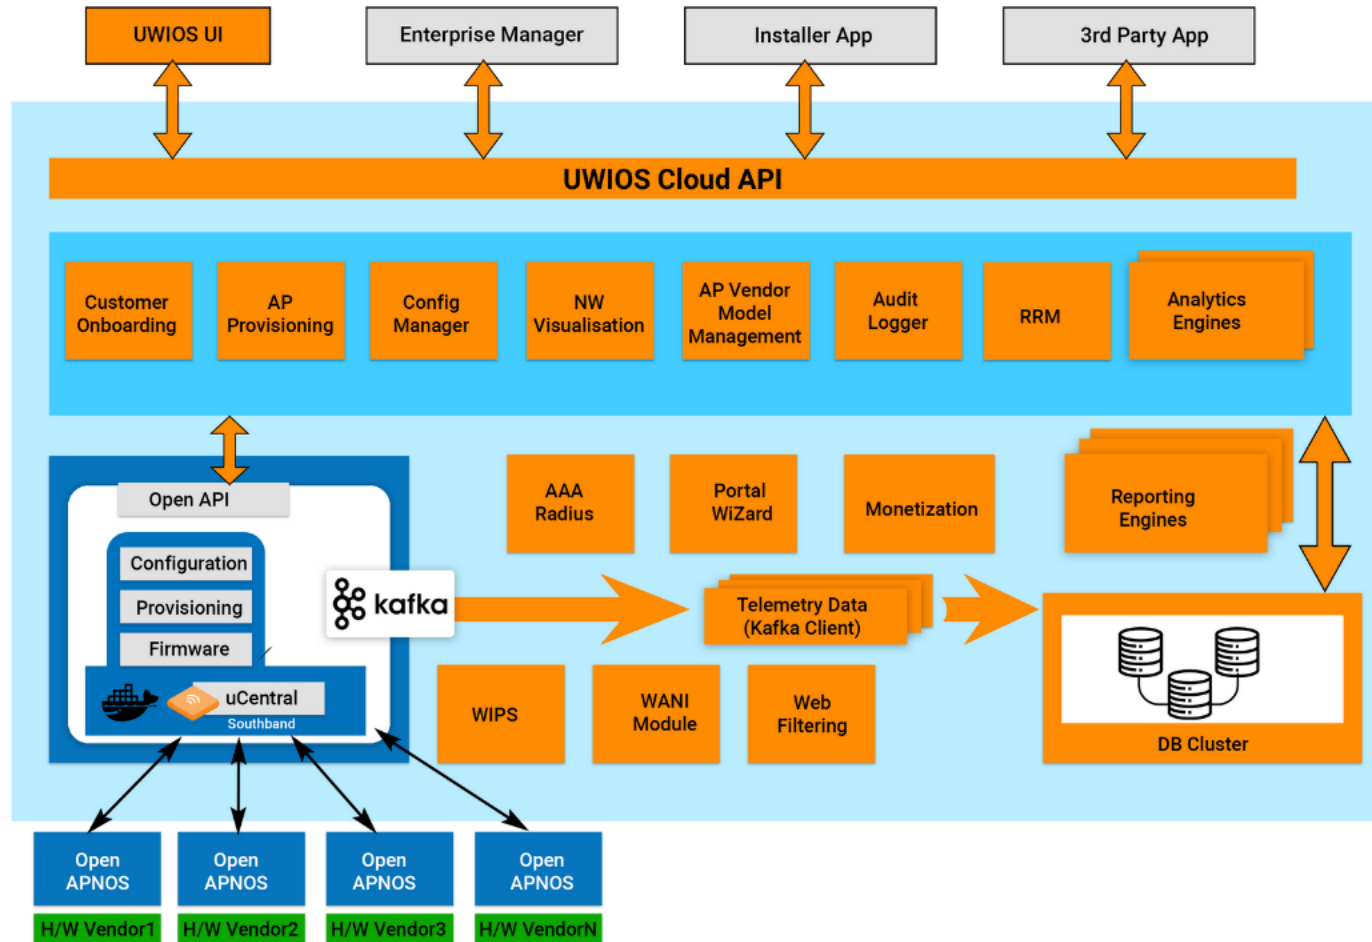 UWIOS UI
Enterprise Manager
Installer App
3rd Party App
UWIOS Cloud API
Customer
Onboarding
AP
Provisioning
Config
Manager
NW
Visualisation
AP Vendor
Model
Management
Audit
Logger
RRM
Analytics
Engines
Open API
Configuration
Provisioning
Firmware
uCentral
Southband
kafka
AAA
Radius
Portal
WiZard
Monetization
Reporting
Engines
Telemetry Data
(Kafka Client)
WIPS
WANI
Module
Web
Filtering
DB Cluster
Open
APNOS
Open
APNOS
Open
APNOS
Open
APNOS
H/W Vendor1
H/W Vendor2
H/W Vendor3
H/W VendorN